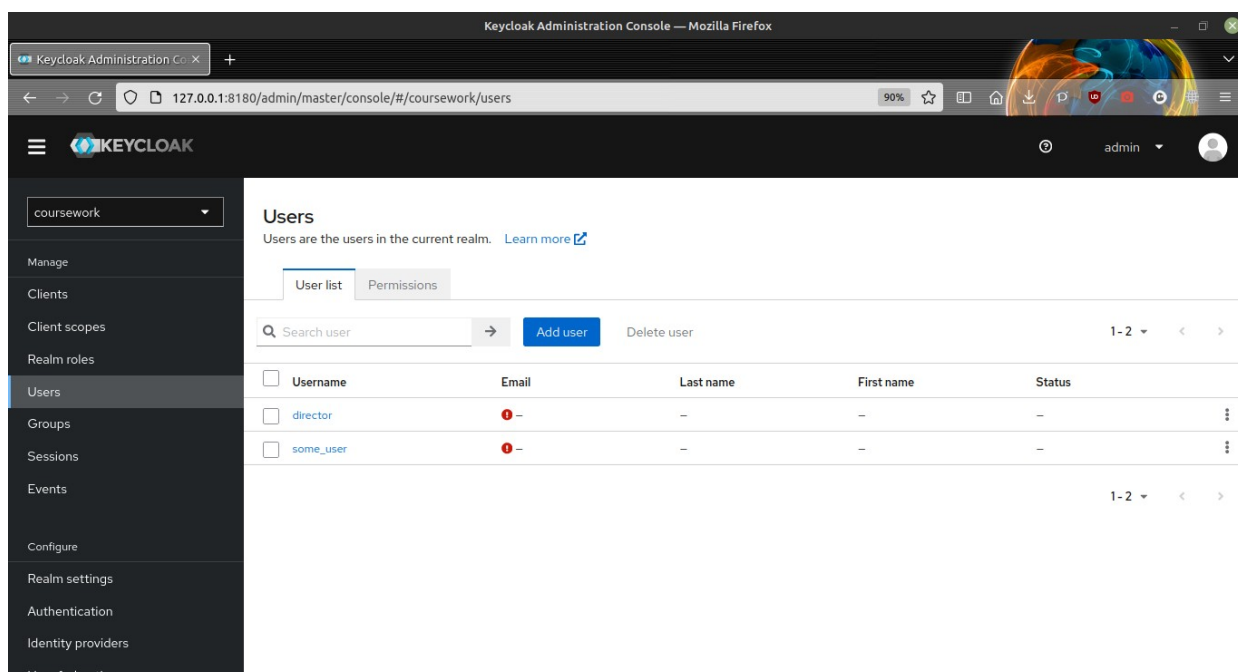 Keycloak Administration Console — Mozilla Firefox
Keycloak Administration Co
127.0.0.1:8180/admin/master/console/#/coursework/users 90%
KEYCLOAK admin
coursework
Manage
Clients
Client scopes
Realm roles
Users
Groups
Sessions
Events
Configure
Realm settings
Authentication
Identity providers
Users
Users are the users in the current realm. Learn more
User list Permissions
Search user Add user Delete user 1 - 2
Username Email Last name First name Status
director – – – –
some_user – – – –
1 - 2